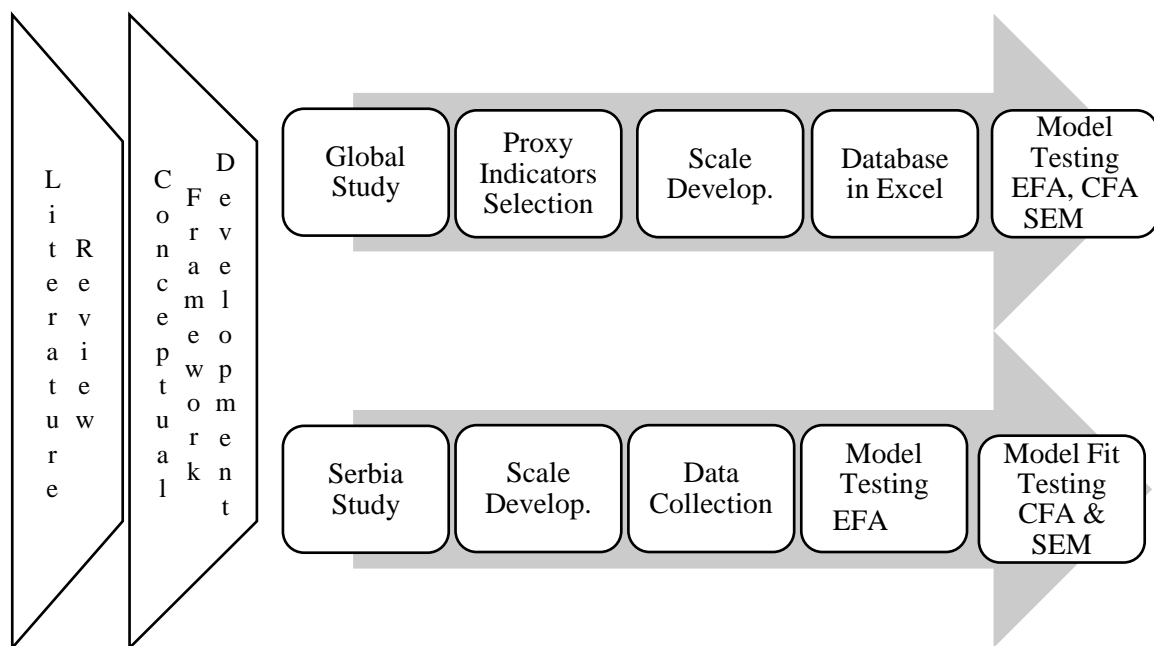 Literature
Review
Conceptual
Framework
Development
Global
Study
Proxy
Indicators
Selection
Scale
Develop.
Database
in Excel
Model
Testing
EFA, CFA
SEM
Serbia
Study
Scale
Develop.
Data
Collection
Model
Testing
EFA
Model Fit
Testing
CFA &
SEM